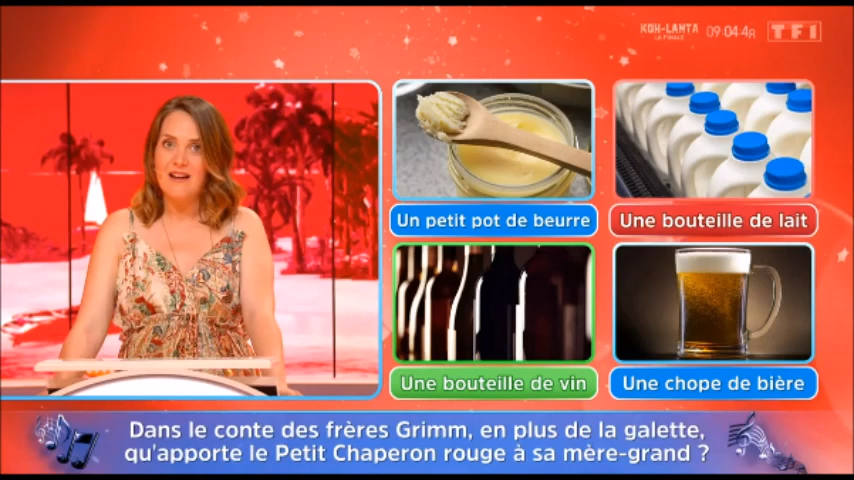 KOH-LANTA
LA FINALE
09:04:48
TF1
Un petit pot de beurre
Une bouteille de lait
Une bouteille de vin
Une chope de bière
Dans le conte des frères Grimm, en plus de la galette,
qu'apporte le Petit Chaperon rouge à sa mère-grand ?